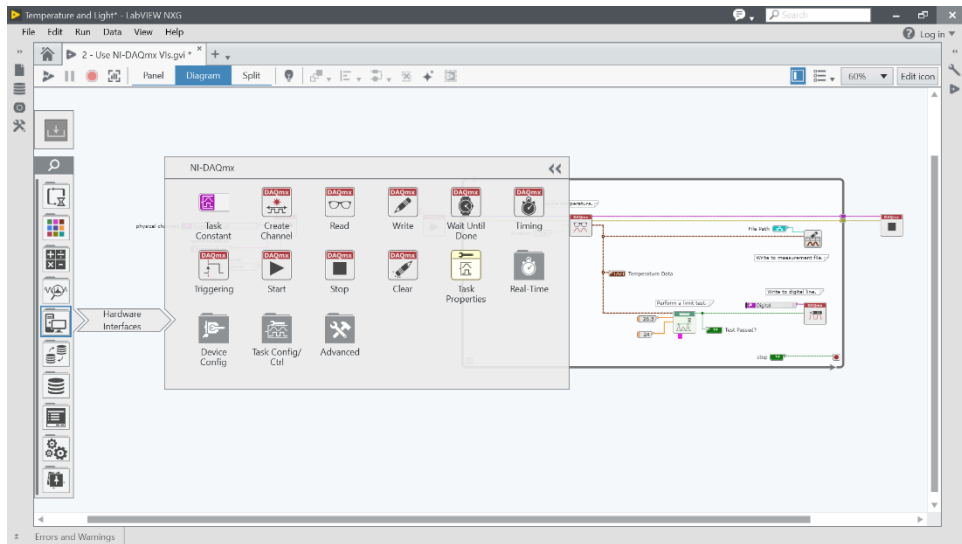 Temperature and Light* - LabVIEW NXG
Search
File Edit Run Data View Help
Log in
2 - Use NI-DAQmx VIs.gvi *
Panel
Diagram
Split
60%
Edit icon
NI-DAQmx
DAQmx
DAQmx
DAQmx
DAQmx
DAQmx
Task
Constant
Create
Channel
Read
Write
Wait Until
Done
Timing
DAQmx
DAQmx
DAQmx
DAQmx
Triggering
Start
Stop
Clear
Task
Properties
Real-Time
Device
Config
Task Config/
Ctrl
Advanced
Hardware
Interfaces
File Path
Write to measurement file.
Temperature Data
Write to digital line.
Perform a limit test.
Digital
Test Passed?
stop
Errors and Warnings